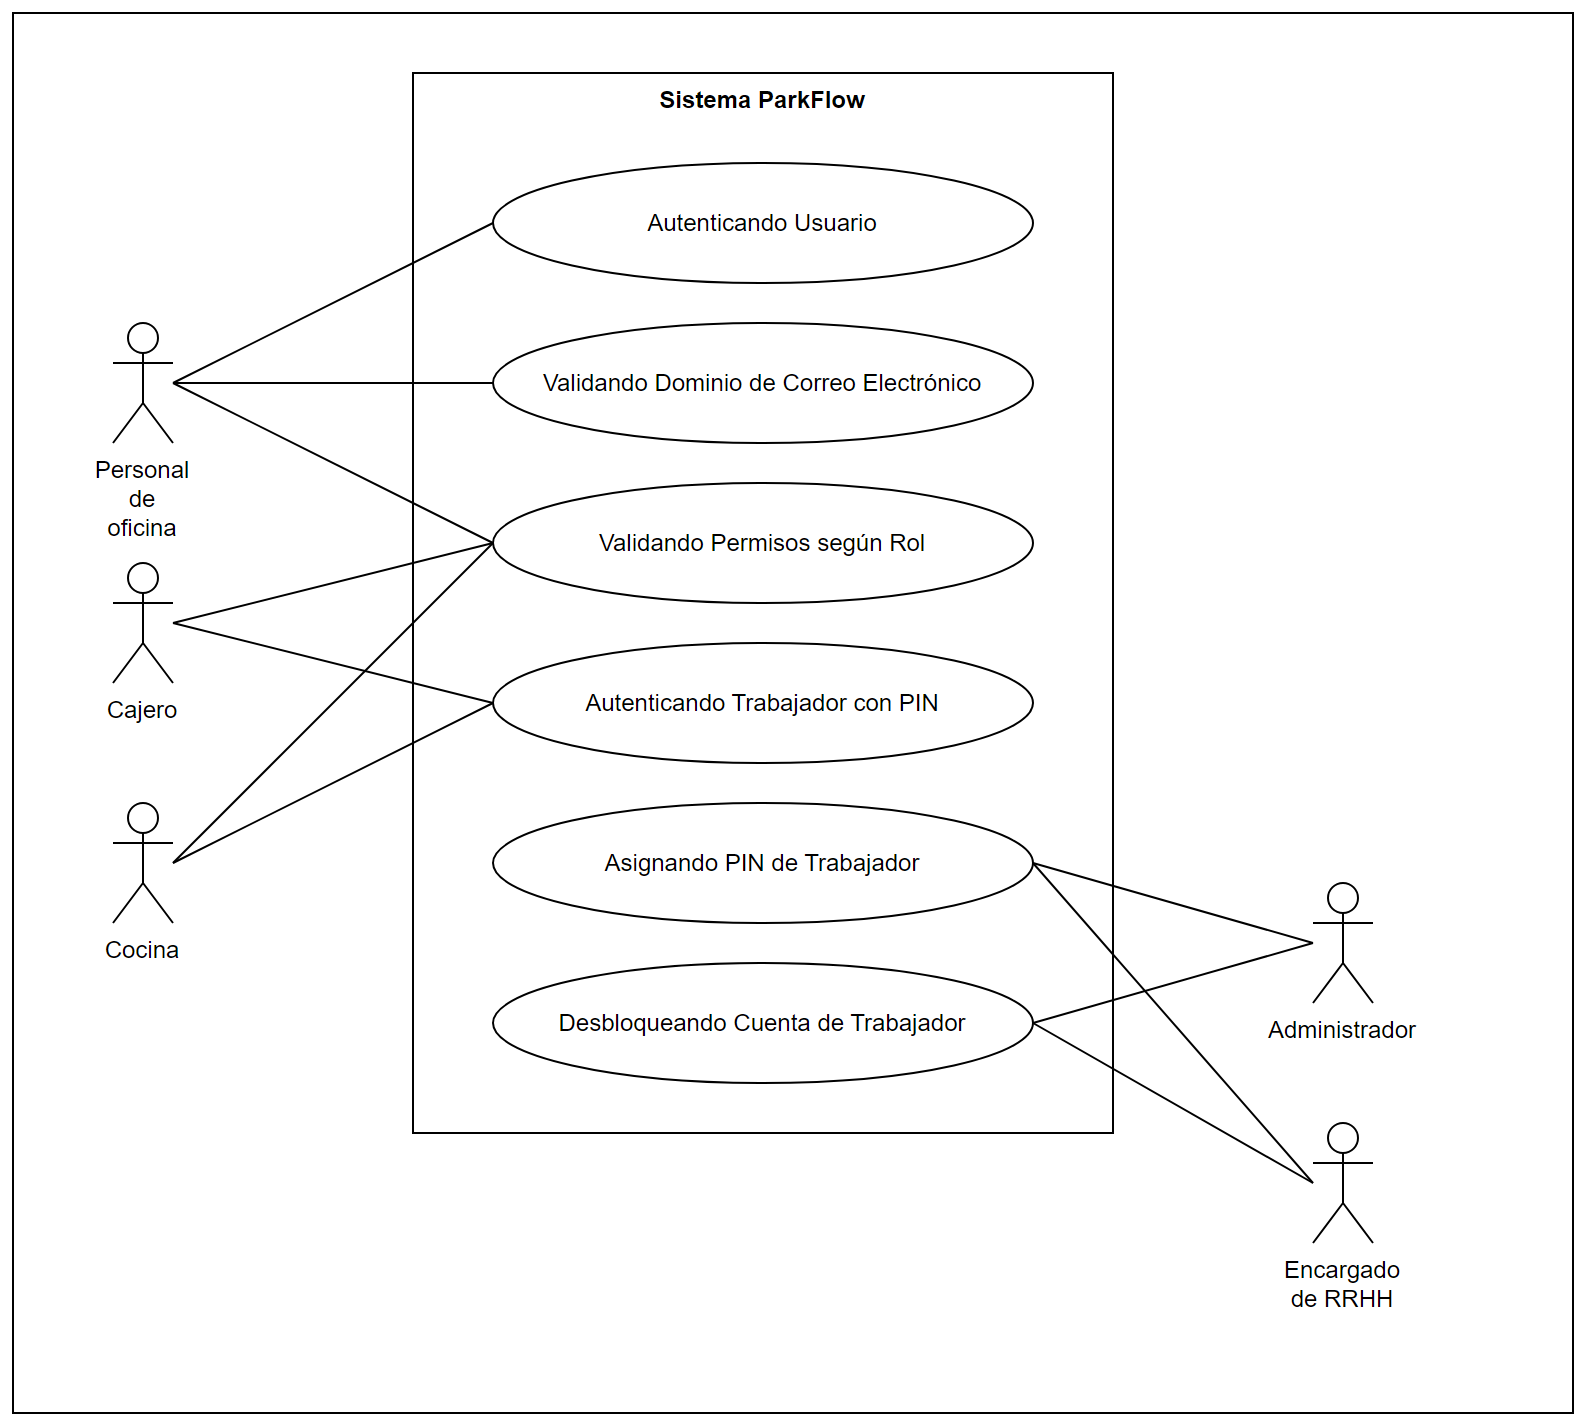 Sistema ParkFlow
Autenticando Usuario
Validando Dominio de Correo Electrónico
Personal
de
oficina
Validando Permisos según Rol
Cajero
Autenticando Trabajador con PIN
Cocina
Asignando PIN de Trabajador
Desbloqueando Cuenta de Trabajador
Administrador
Encargado
de RRHH